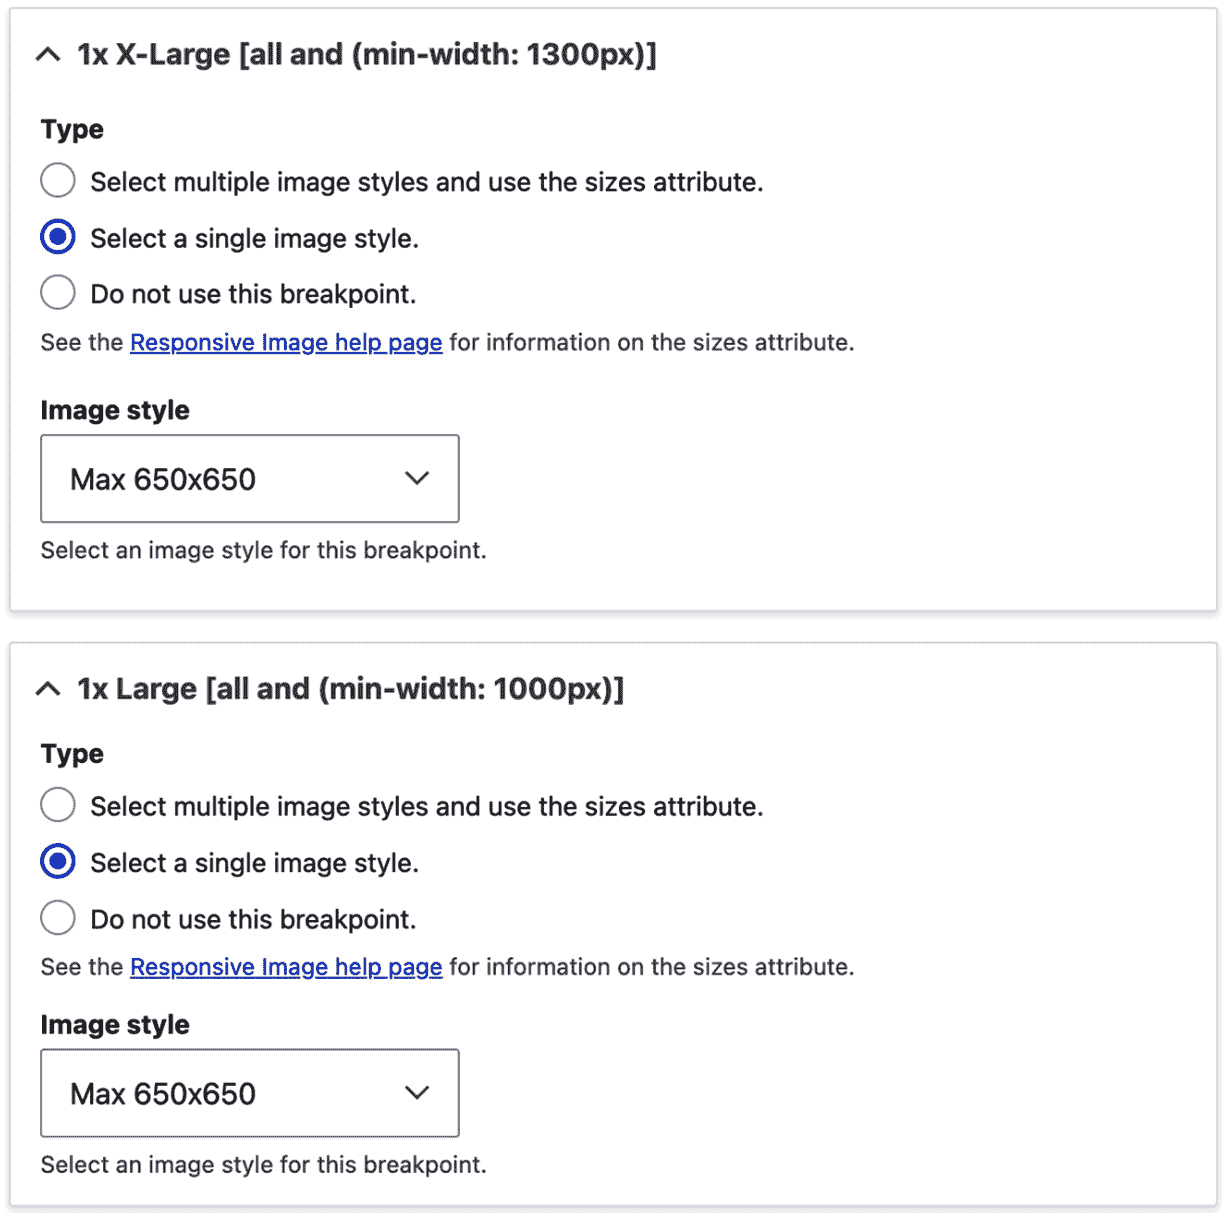 1x X-Large [all and (min-width: 1300px)]
Type
Select multiple image styles and use the sizes attribute.
Select a single image style.
Do not use this breakpoint.
See the Responsive Image help page for information on the sizes attribute.
Image style
Max 650x650
Select an image style for this breakpoint.
1x Large [all and (min-width: 1000px)]
Type
Select multiple image styles and use the sizes attribute.
Select a single image style.
Do not use this breakpoint.
See the Responsive Image help page for information on the sizes attribute.
Image style
Max 650x650
Select an image style for this breakpoint.